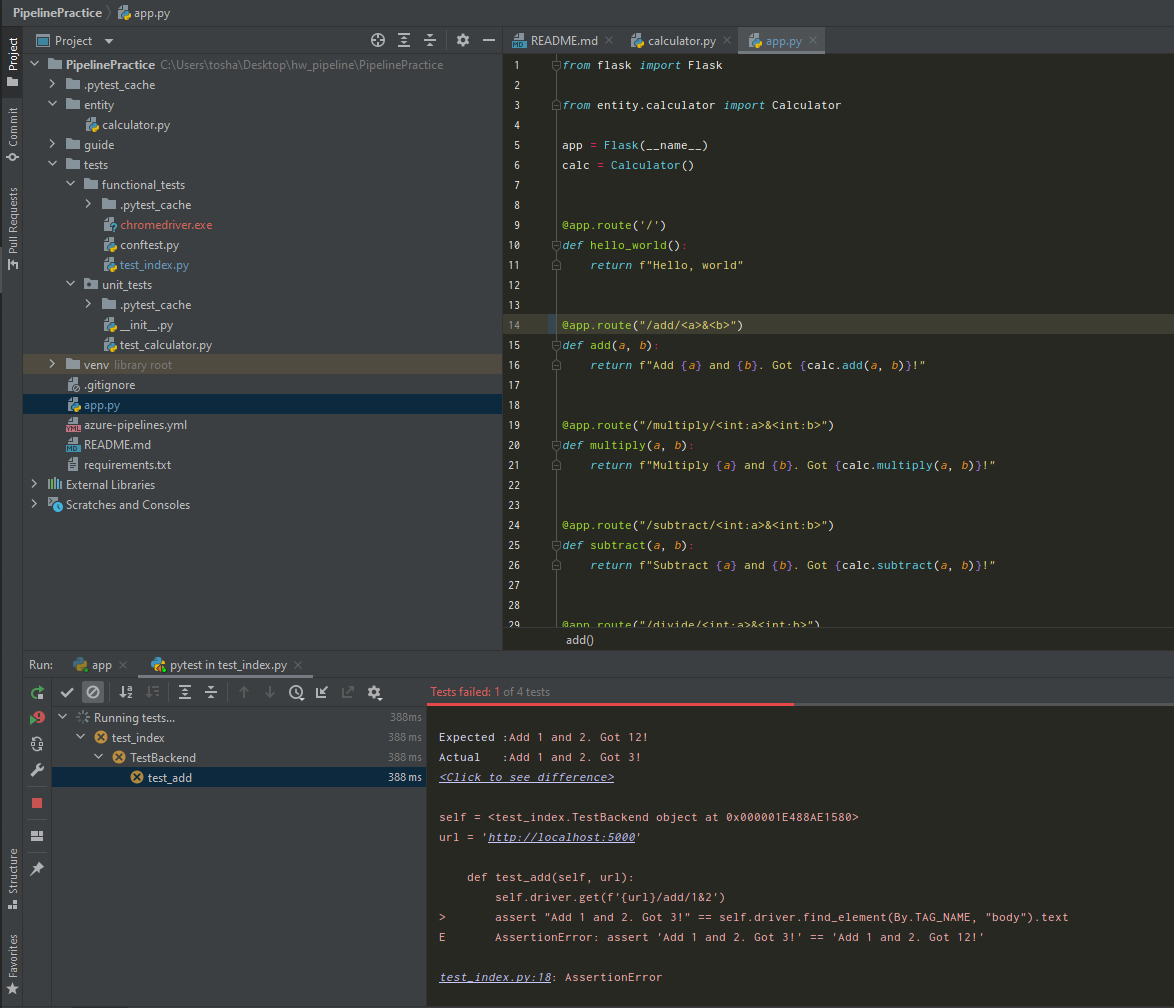 PipelinePractice
app.py
Project
Commit
Pull Requests
Structure
Favorites
Project
PipelinePractice C:\Users\tosha\Desktop\hw_pipeline\PipelinePractice
.pytest_cache
entity
calculator.py
guide
tests
functional_tests
.pytest_cache
chromedriver.exe
conftest.py
test_index.py
unit_tests
.pytest_cache
__init__.py
test_calculator.py
venv library root
.gitignore
app.py
azure-pipelines.yml
README.md
requirements.txt
External Libraries
Scratches and Consoles
README.md
calculator.py
app.py
1 from flask import Flask
2
3 from entity.calculator import Calculator
4
5 app = Flask(__name__)
6 calc = Calculator()
7
8
9 @app.route('/')
10 def hello_world():
11 return f"Hello, world"
12
13
14 @app.route("/add/<a>&<b>")
15 def add(a, b):
16 return f"Add {a} and {b}. Got {calc.add(a, b)}!"
17
18
19 @app.route("/multiply/<int:a>&<int:b>")
20 def multiply(a, b):
21 return f"Multiply {a} and {b}. Got {calc.multiply(a, b)}!"
22
23
24 @app.route("/subtract/<int:a>&<int:b>")
25 def subtract(a, b):
26 return f"Subtract {a} and {b}. Got {calc.subtract(a, b)}!"
27
28
29 @app.route("/divide/<int:a>&<int:b>")
add()
Run:
app
pytest in test_index.py
Tests failed: 1 of 4 tests
Running tests... 388 ms
test_index 388 ms
TestBackend 388 ms
test_add 388 ms
Expected :Add 1 and 2. Got 12!
Actual :Add 1 and 2. Got 3!
<Click to see difference>
self = <test_index.TestBackend object at 0x000001E488AE1580>
url = 'http://localhost:5000'
def test_add(self, url):
self.driver.get(f'{url}/add/1&2')
> assert "Add 1 and 2. Got 3!" == self.driver.find_element(By.TAG_NAME, "body").text
E AssertionError: assert 'Add 1 and 2. Got 3!' == 'Add 1 and 2. Got 12!'
test_index.py:18: AssertionError